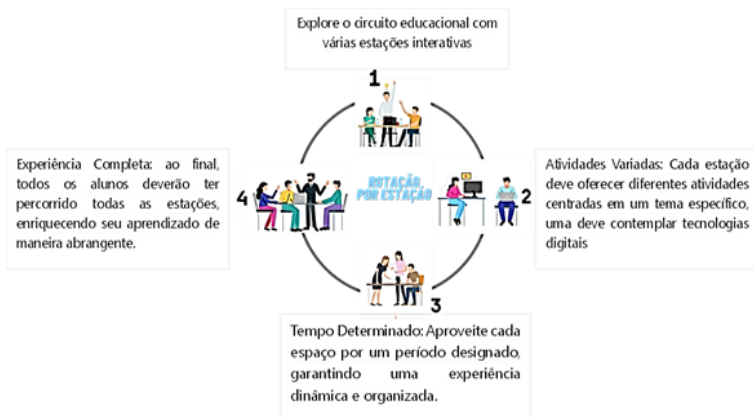 Explore o circuito educacional com
várias estações interativas
1
Experiência Completa: ao final,
todos os alunos deverão ter
percorrido todas as estações,
enriquecendo seu aprendizado de
maneira abrangente.
4
ROTAÇÃO
POR ESTAÇÃO
2
Atividades Variadas: Cada estação
deve oferecer diferentes atividades
centradas em um tema específico,
uma deve contemplar tecnologias
digitais
3
Tempo Determinado: Aproveite cada
espaço por um período designado,
garantindo uma experiência
dinâmica e organizada.